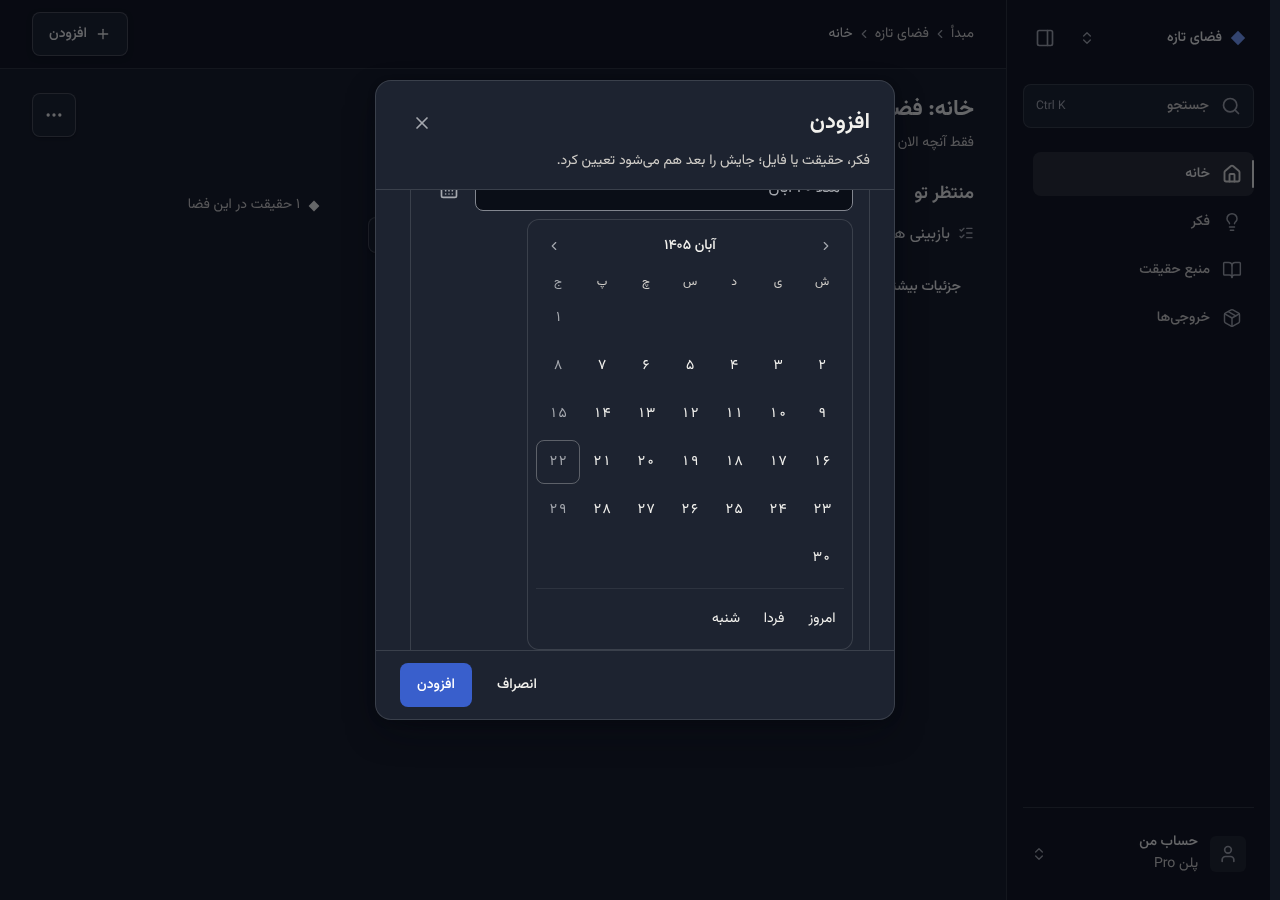 فضای تازه
جستجو
Ctrl K
خانه
فکر
منبع حقیقت
خروجی‌ها
حساب من
پلن Pro
مبدأ
فضای تازه
خانه
افزودن
خانه:
فقط آنچه الان
منتظر تو
بازبینی
جزئیات
۱ حقیقت در این فضا
افزودن
فکر، حقیقت یا فایل؛ جایش را بعد هم می‌شود تعیین کرد.
آبان ۱۴۰۵
ش ی د س چ پ ج
۱
۲ ۳ ۴ ۵ ۶ ۷ ۸
۹ ۱۰ ۱۱ ۱۲ ۱۳ ۱۴ ۱۵
۱۶ ۱۷ ۱۸ ۱۹ ۲۰ ۲۱ ۲۲
۲۳ ۲۴ ۲۵ ۲۶ ۲۷ ۲۸ ۲۹
۳۰
امروز فردا شنبه
انصراف
افزودن